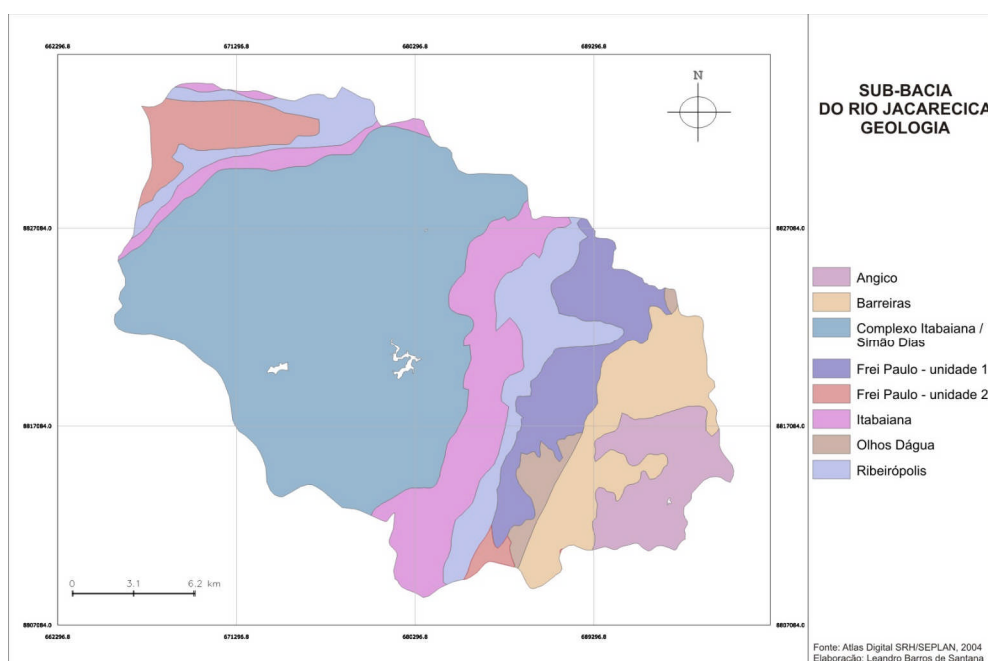 662296.8
671296.8
680296.8
689296.8
N
8827084.0
8827084.0
8817084.0
8817084.0
0 3.1 6.2 km
8807084.0
8807084.0
662296.8
671296.8
680296.8
689296.8
SUB-BACIA
DO RIO JACARECICA
GEOLOGIA
Angico
Barreiras
Complexo Itabaiana /
Simão Dias
Frei Paulo - unidade 1
Frei Paulo - unidade 2
Itabaiana
Olhos Dágua
Ribeirópolis
Fonte: Atlas Digital SRH/SEPLAN, 2004
Elaboração: Leandro Barros de Santana